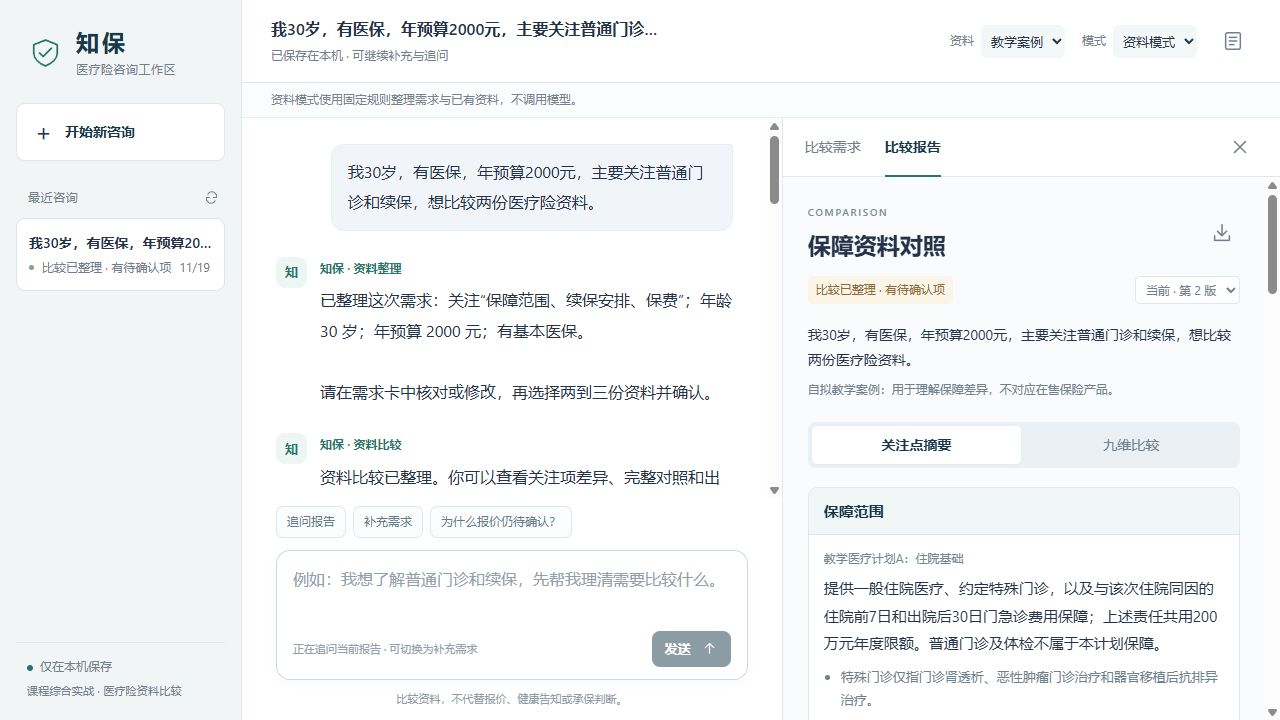 知保
医疗险咨询工作区
+ 开始新咨询
最近咨询
我30岁，有医保，年预算20...
比较已整理 · 有待确认项 11/19
仅在本机保存
课程综合实战 · 医疗险资料比较
我30岁，有医保，年预算2000元，主要关注普通门诊...
已保存在本机 · 可继续补充与追问
资料 教学案例 模式 资料模式
资料模式使用固定规则整理需求与已有资料，不调用模型。
我30岁，有医保，年预算2000元，主要关注普通门
诊和续保，想比较两份医疗险资料。
知 知保 · 资料整理
已整理这次需求：关注“保障范围、续保安排、保费”；年龄
30 岁；年预算 2000 元；有基本医保。
请在需求卡中核对或修改，再选择两到三份资料并确认。
知 知保 · 资料比较
资料比较已整理。你可以查看关注项差异、完整对照和出
追问报告 补充需求 为什么报价仍待确认？
例如：我想了解普通门诊和续保，先帮我理清需要比较什么。
正在追问当前报告 · 可切换为补充需求 发送 ↑
比较资料，不代替报价、健康告知或承保判断。
比较需求 比较报告
COMPARISON
保障资料对照
比较已整理 · 有待确认项 当前 · 第 2 版
我30岁，有医保，年预算2000元，主要关注普通门诊和续保，想比较
两份医疗险资料。
自拟教学案例：用于理解保障差异，不对应在售保险产品。
关注点摘要 九维比较
保障范围
教学医疗计划A：住院基础
提供一般住院医疗、约定特殊门诊，以及与该次住院同因的
住院前7日和出院后30日门急诊费用保障；上述责任共用200
万元年度限额。普通门诊及体检不属于本计划保障。
特殊门诊仅指门诊肾透析、恶性肿瘤门诊治疗和器官移植后抗排异
治疗。